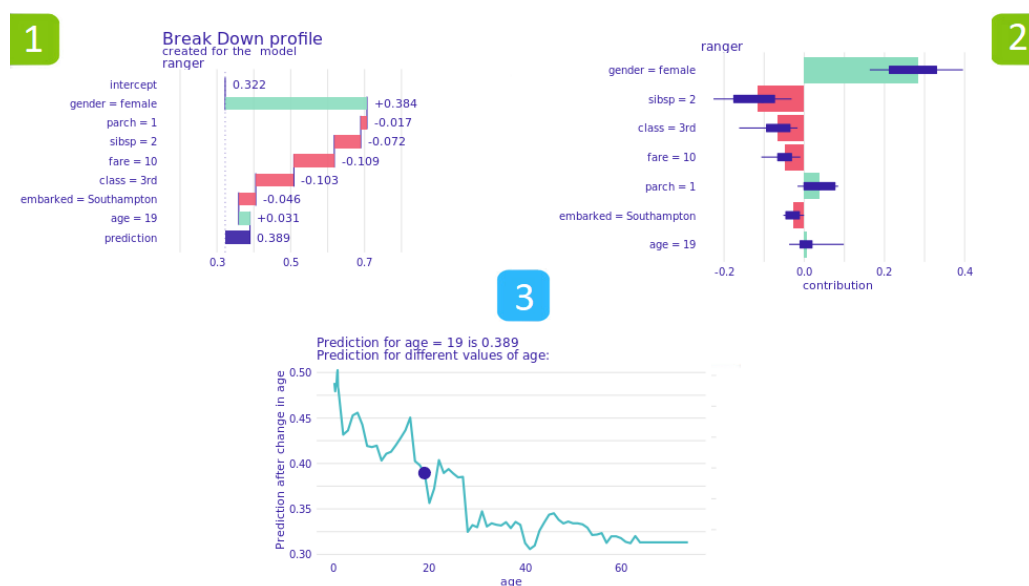 1
Break Down profile
created for the  model
ranger
intercept
0.322
gender = female
+0.384
parch = 1
-0.017
sibsp = 2
-0.072
fare = 10
-0.109
class = 3rd
-0.103
embarked = Southampton
-0.046
age = 19
+0.031
prediction
0.389
0.3 0.5 0.7
2
ranger
gender = female
sibsp = 2
class = 3rd
fare = 10
parch = 1
embarked = Southampton
age = 19
-0.2 0.0 0.2 0.4
contribution
3
Prediction for age = 19 is 0.389
Prediction for different values of age:
Prediction after change in age
0.50
0.45
0.40
0.35
0.30
0 20 40 60
age